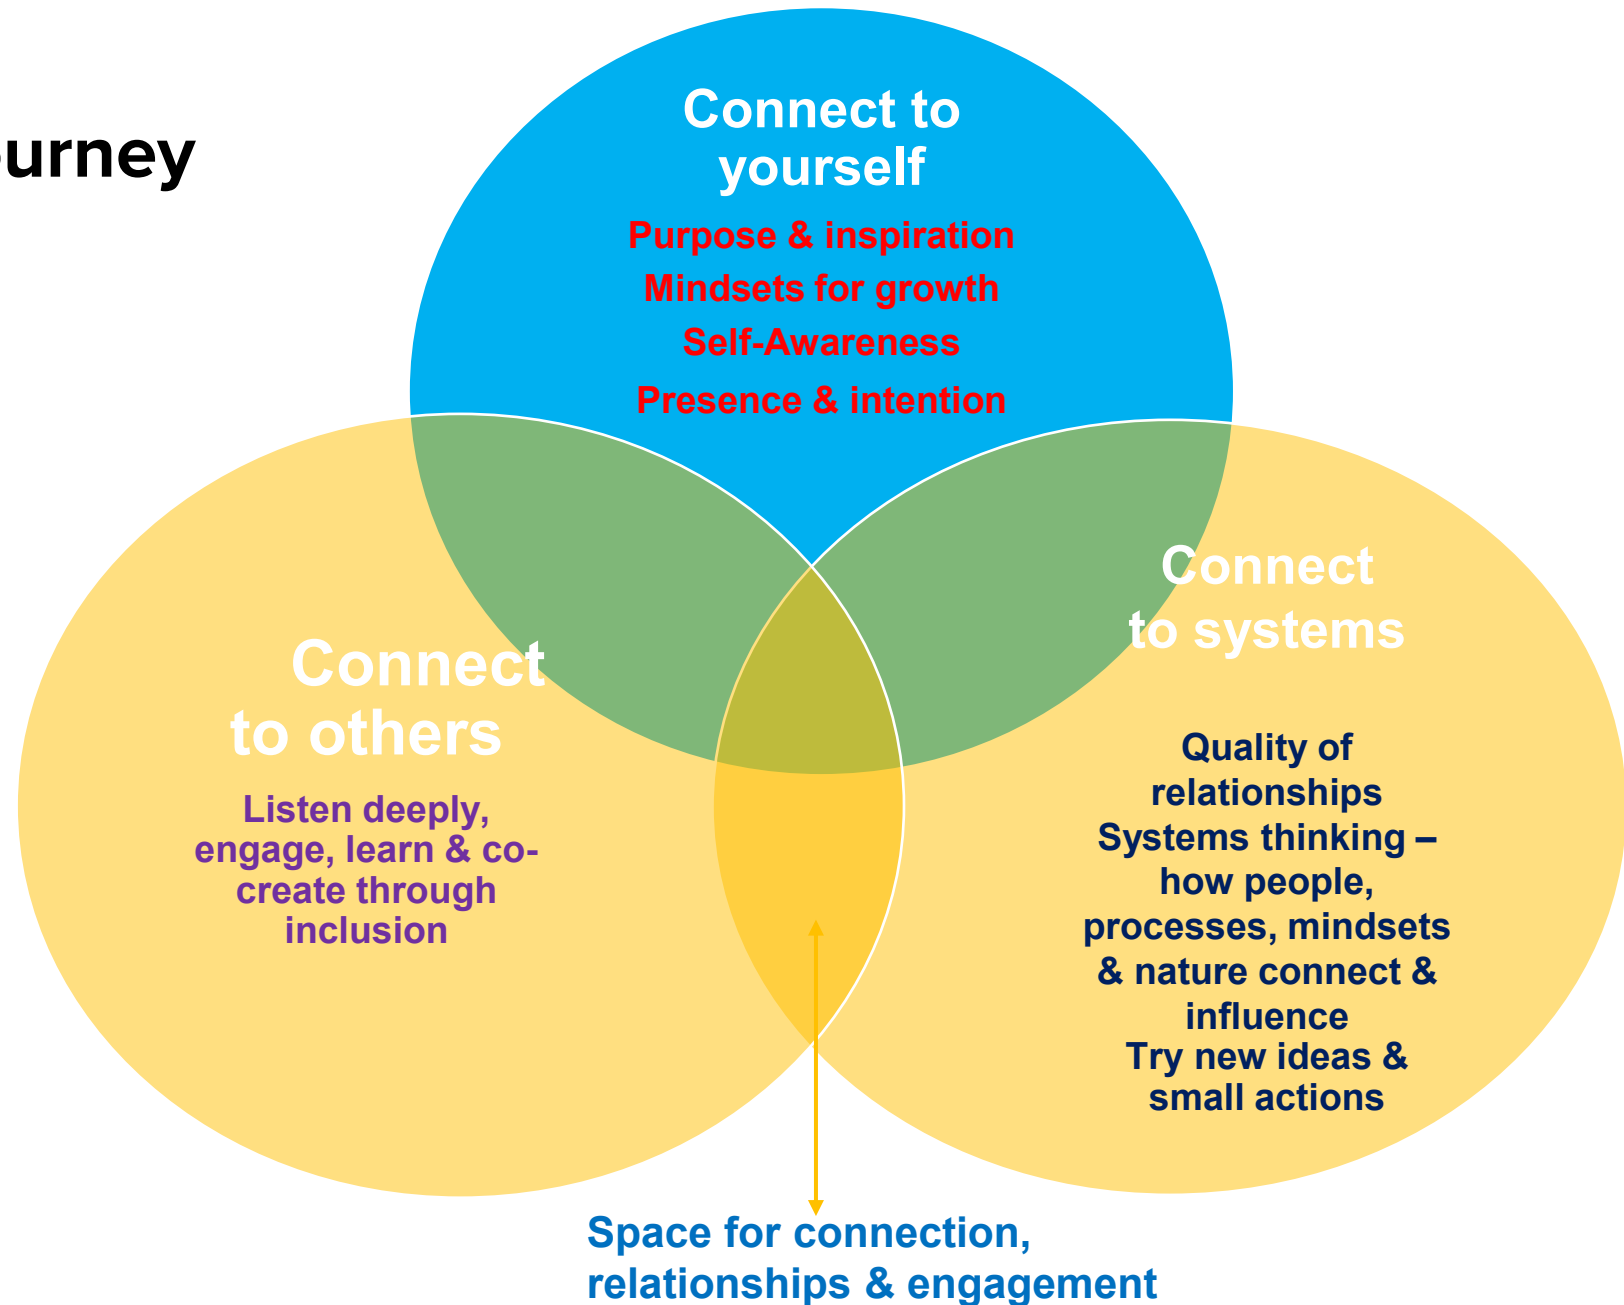 urney
Connect to
yourself
Purpose & inspiration
Mindsets for growth
Self-Awareness
Presence & intention
Connect
to others
Listen deeply,
engage, learn & co-
create through
inclusion
Connect
to systems
Quality of
relationships
Systems thinking –
how people,
processes, mindsets
& nature connect &
influence
Try new ideas &
small actions
Space for connection,
relationships & engagement